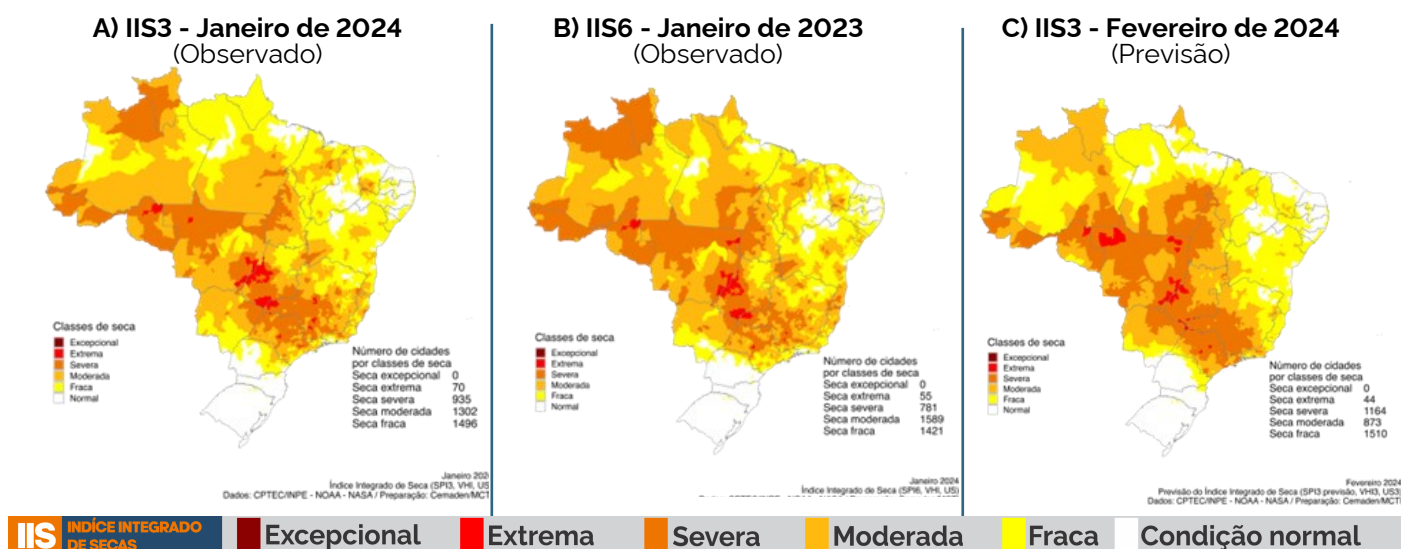 A) IIS3 - Janeiro de 2024
(Observado)
Classes de seca
Excepcional
Extrema
Severa
Moderada
Fraca
Normal
Número de cidades
por classes de seca
Seca excepcional 0
Seca extrema 70
Seca severa 935
Seca moderada 1302
Seca fraca 1496
Janeiro 202
Índice Integrado de Seca (SPI3, VHI, US
Dados: CPTEC/INPE - NOAA - NASA / Preparação: Cemaden/MCT
B) IIS6 - Janeiro de 2023
(Observado)
Classes de seca
Excepcional
Extrema
Severa
Moderada
Fraca
Normal
Número de cidades
por classes de seca
Seca excepcional 0
Seca extrema 55
Seca severa 781
Seca moderada 1589
Seca fraca 1421
Janeiro 2024
Índice Integrado de Seca (SPI6, VHI, US)
C) IIS3 - Fevereiro de 2024
(Previsão)
Classes de seca
Excepcional
Extrema
Severa
Moderada
Fraca
Normal
Número de cidades
por classes de seca
Seca excepcional 0
Seca extrema 44
Seca severa 1164
Seca moderada 873
Seca fraca 1510
Fevereiro 2024
Previsão do Índice Integrado de Seca (SPI3 previsão, VHI3, US3)
Dados: CPTEC/INPE - NOAA - NASA / Preparação: Cemaden/MCTI
IIS INDÍCE INTEGRADO
DE SECAS
Excepcional Extrema Severa Moderada Fraca Condição normal